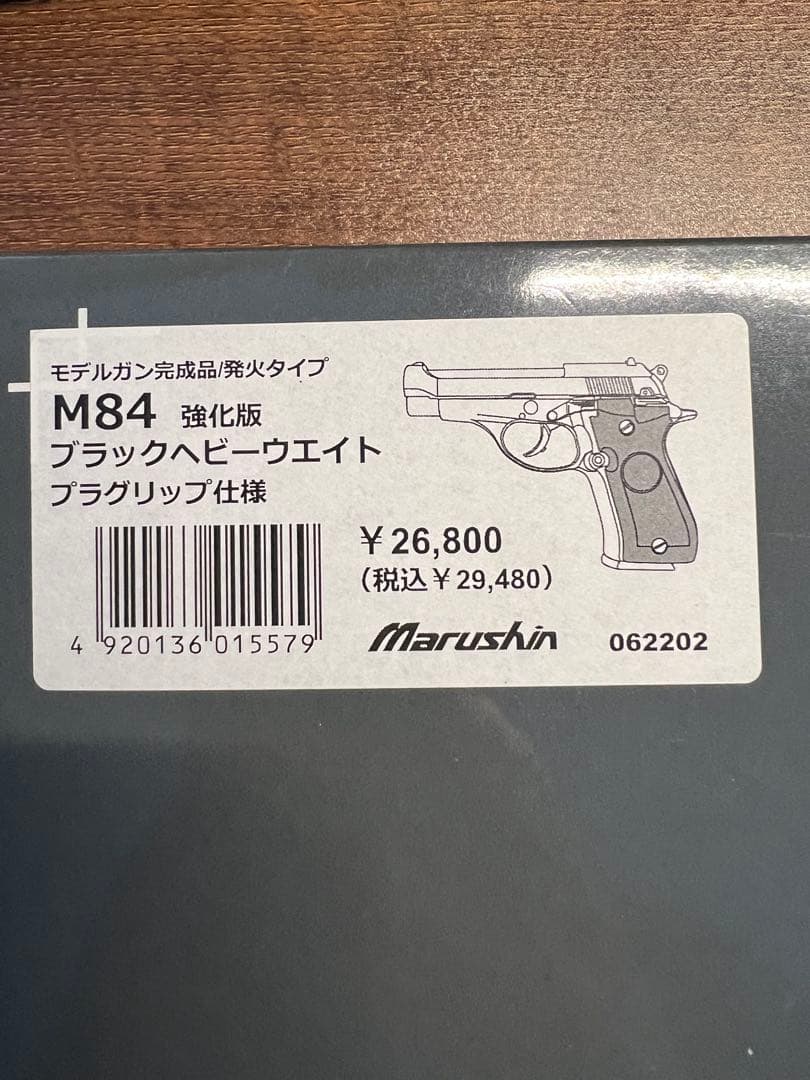 モデルガン完成品/発火タイプ
M84 強化版
ブラックヘビーウエイト
プラグリップ仕様
￥26,800
(税込￥29,480)
4 920136 015579
Marushin 062202